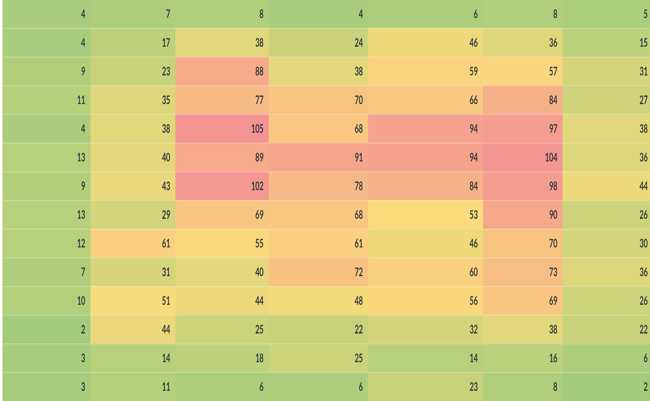 4 7 8 4 6 8 5
4 17 38 24 46 36 15
9 23 88 38 59 57 31
11 35 77 70 66 84 27
4 38 105 68 94 97 38
13 40 89 91 94 104 36
9 43 102 78 84 98 44
13 29 69 68 53 90 26
12 61 55 61 46 70 30
7 31 40 72 60 73 36
10 51 44 48 56 69 26
2 44 25 22 32 38 22
3 14 18 25 14 16 6
3 11 6 6 23 8 2